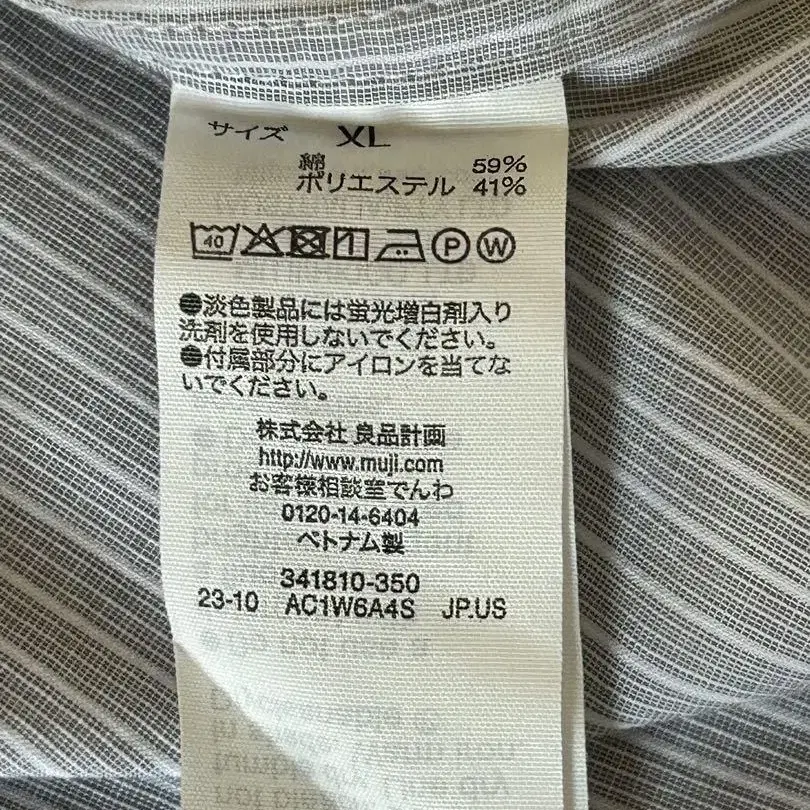 サイズ XL
綿 59%
ポリエステル 41%
40 P W
●淡色製品には蛍光増白剤入り
洗剤を使用しないでください。
●付属部分にアイロンを当てな
いでください。
株式会社 良品計画
http://www.muji.com
お客様相談室でんわ
0120-14-6404
ベトナム製
341810-350
23-10 AC1W6A4S JP.US